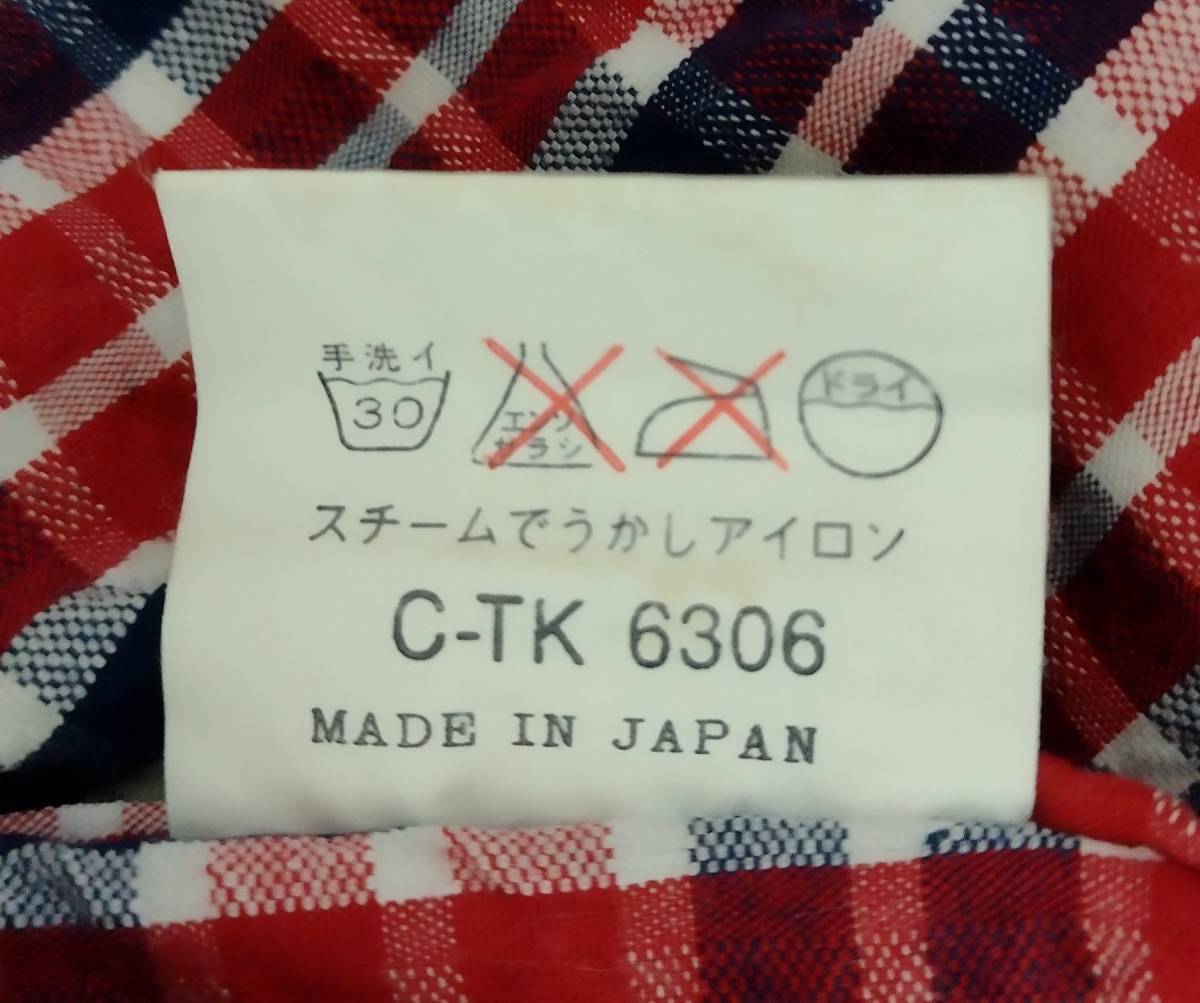 手洗イ
30
エンソ
サラシ
ドライ
スチームでうかしアイロン
C-TK 6306
MADE IN JAPAN